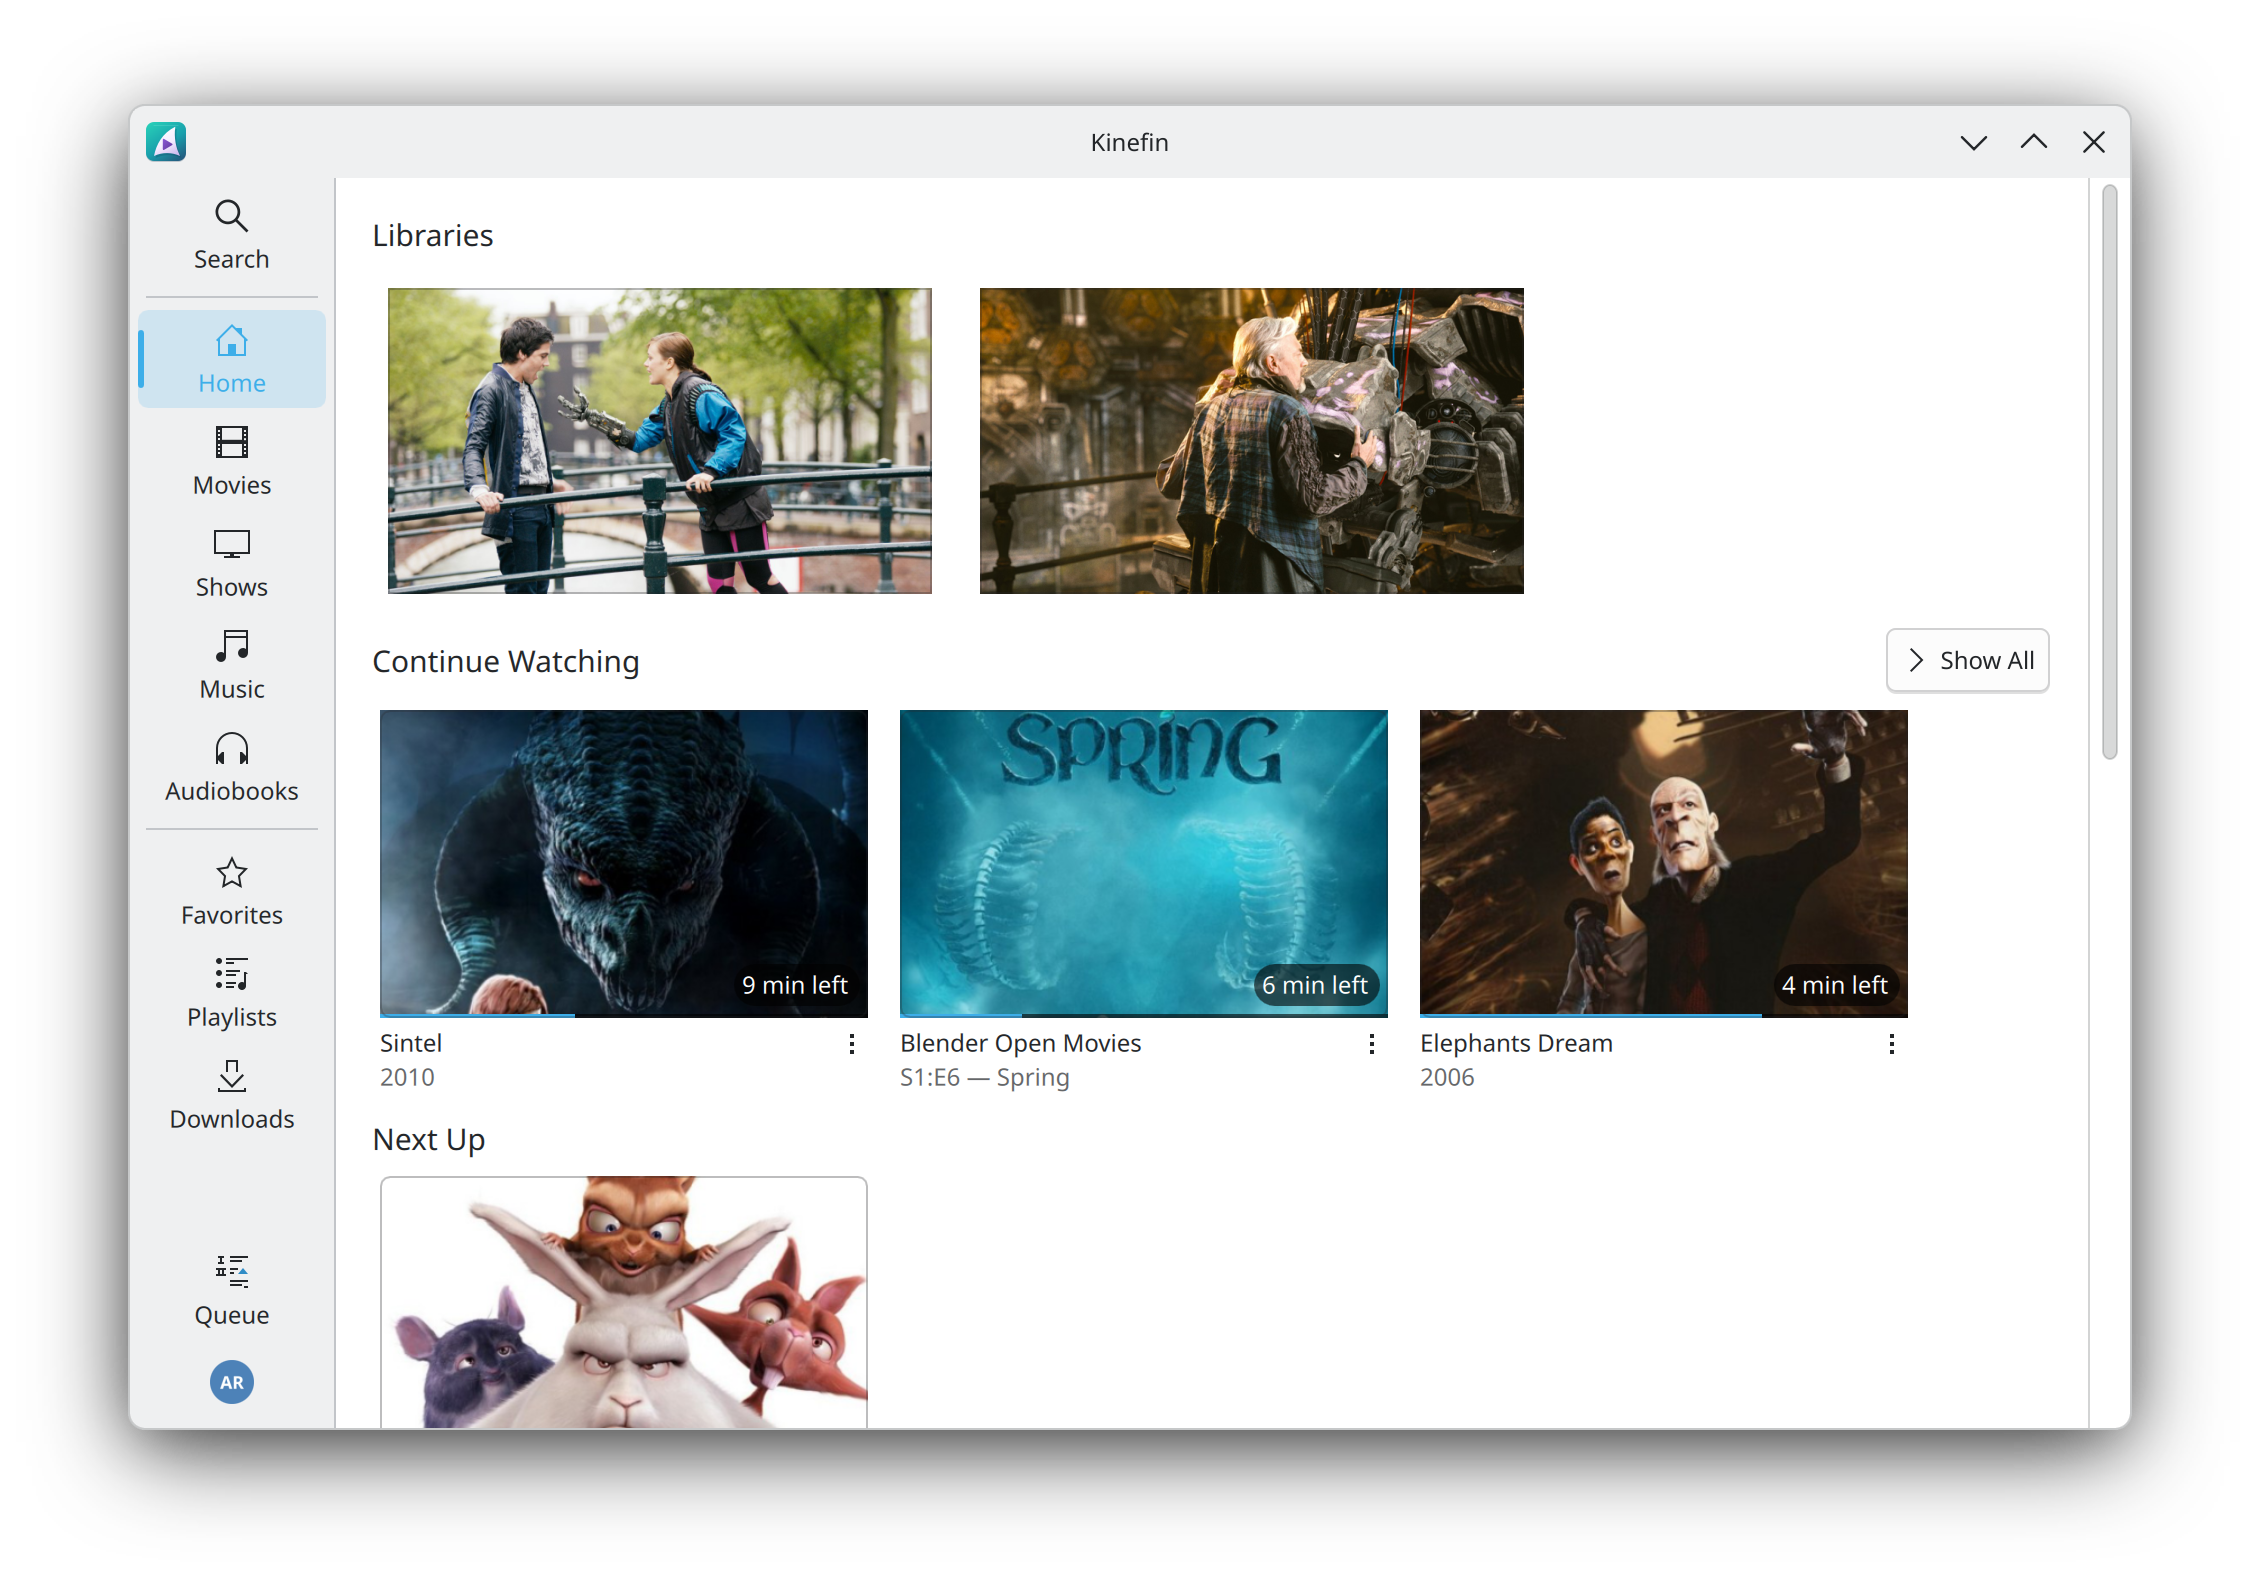 Kinefin
Search
Home
Movies
Shows
Music
Audiobooks
Favorites
Playlists
Downloads
Queue
AR
Libraries
Continue Watching
Show All
9 min left
Sintel
2010
SPRING
6 min left
Blender Open Movies
S1:E6 — Spring
4 min left
Elephants Dream
2006
Next Up